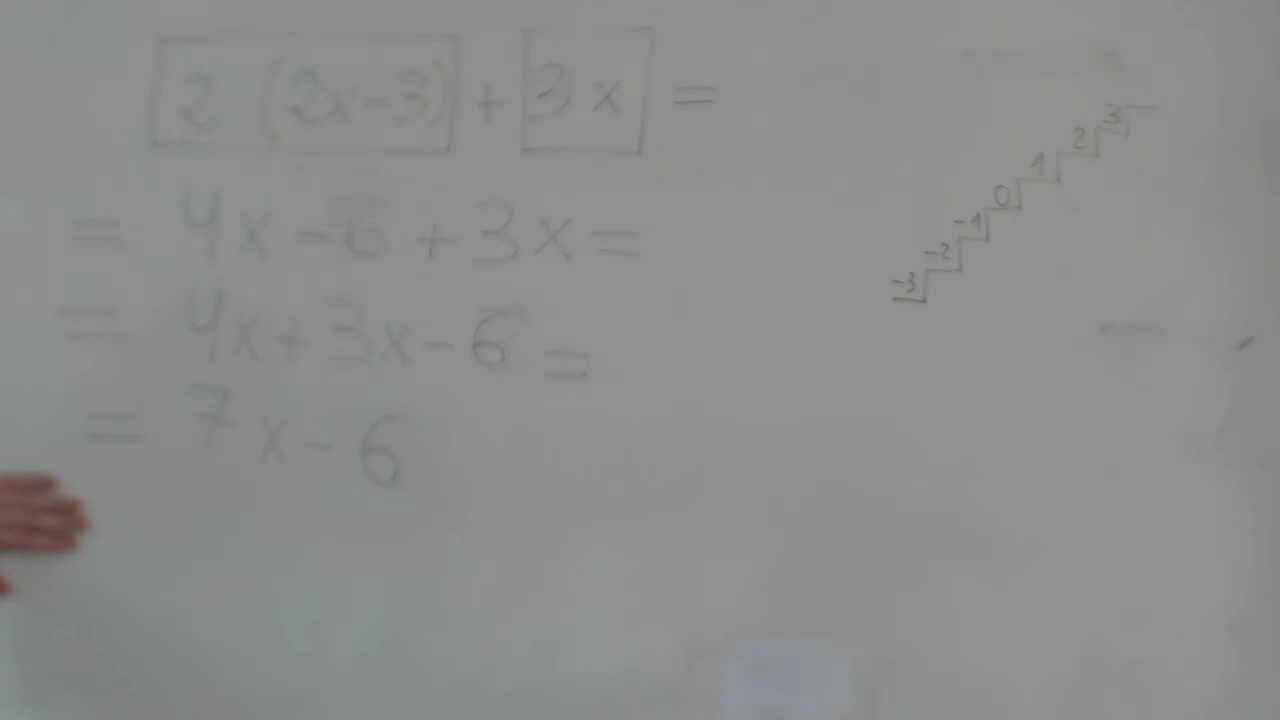 2 (2x-3) + 3x =
= 4x - 6 + 3x =
= 4x + 3x - 6 =
= 7x - 6
3
2
1
0
-1
-2
-3